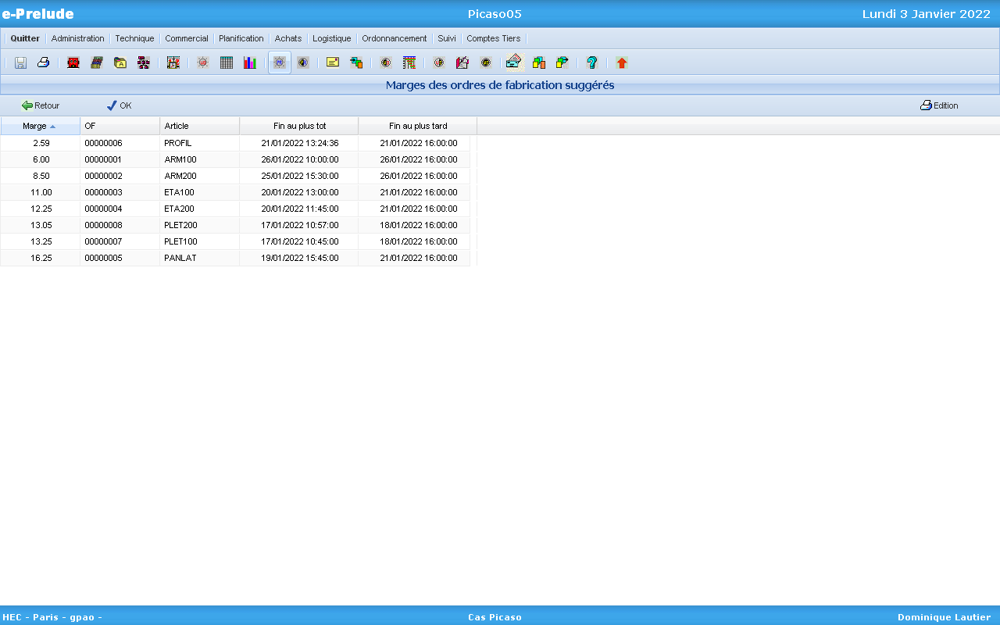 e-Prelude Picaso05 Lundi 3 Janvier 2022
Quitter Administration Technique Commercial Planification Achats Logistique Ordonnancement Suivi Comptes Tiers
Marges des ordres de fabrication suggérés
Retour OK Edition
Marge OF Article Fin au plus tot Fin au plus tard
2.59 00000006 PROFIL 21/01/2022 13:24:36 21/01/2022 16:00:00
6.00 00000001 ARM100 26/01/2022 10:00:00 26/01/2022 16:00:00
8.50 00000002 ARM200 25/01/2022 15:30:00 26/01/2022 16:00:00
11.00 00000003 ETA100 20/01/2022 13:00:00 21/01/2022 16:00:00
12.25 00000004 ETA200 20/01/2022 11:45:00 21/01/2022 16:00:00
13.05 00000008 PLET200 17/01/2022 10:57:00 18/01/2022 16:00:00
13.25 00000007 PLET100 17/01/2022 10:45:00 18/01/2022 16:00:00
16.25 00000005 PANLAT 19/01/2022 15:45:00 21/01/2022 16:00:00
HEC - Paris - gpao - Cas Picaso Dominique Lautier